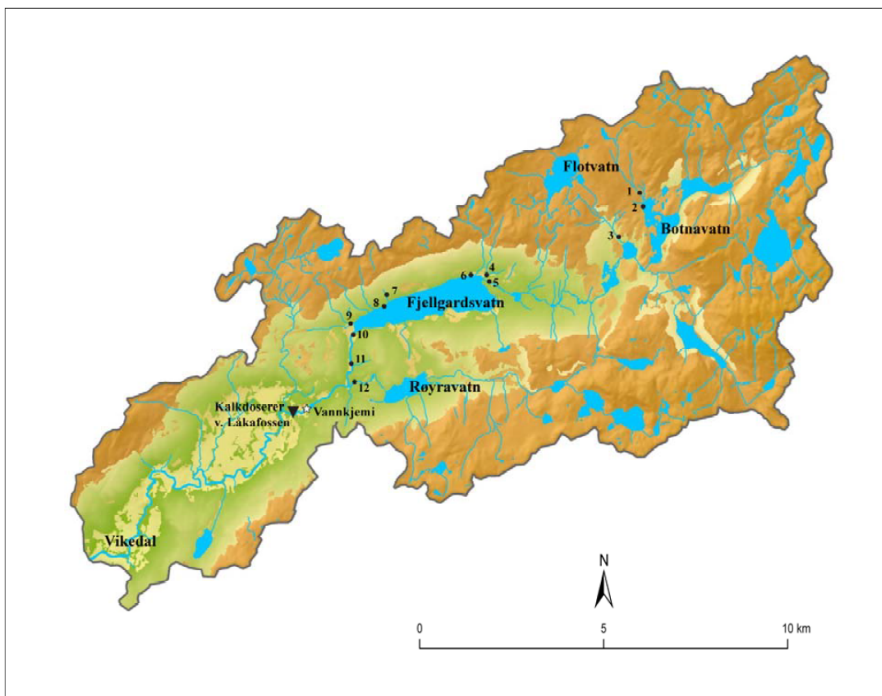 Flotvatn
1
2
Botnavatn
3
4
6
5
7
Fjellgardsvatn
8
9
10
11
12
Røyravatn
Kalkdoserer
Vannkjemi
v. Låkafossen
Vikedal
N
0
5
10 km